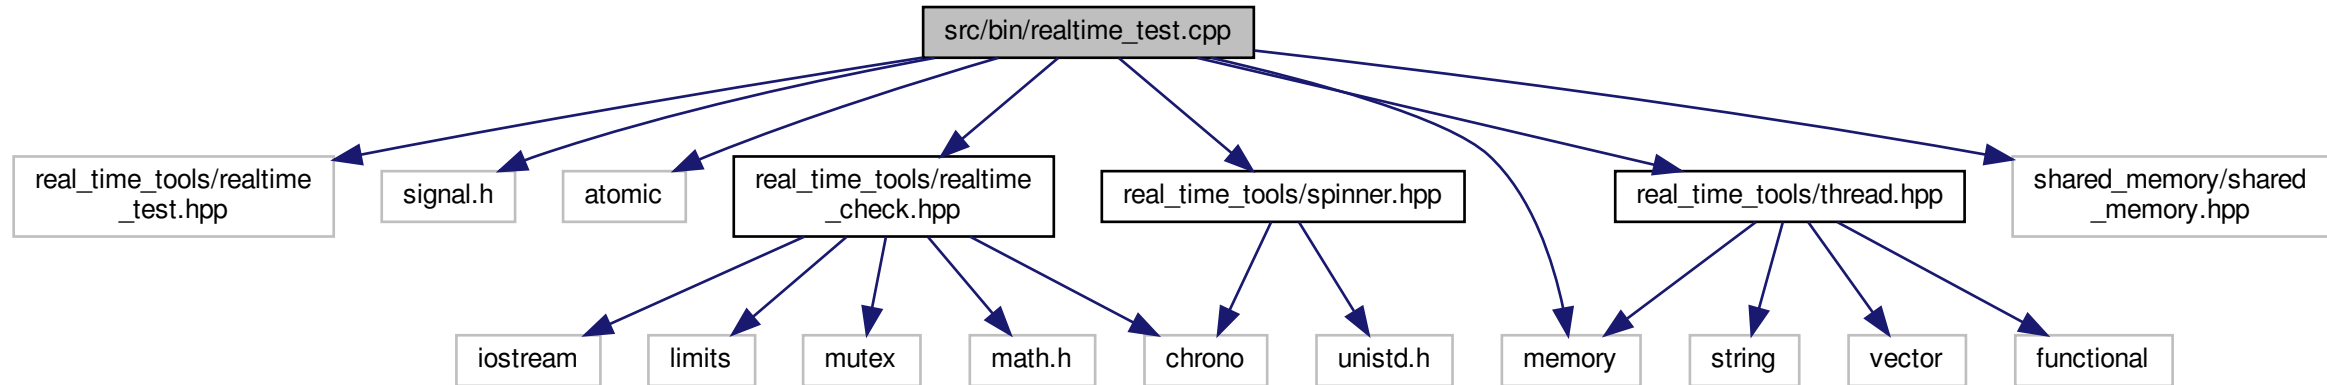 src/bin/realtime_test.cpp
real_time_tools/realtime
_test.hpp
signal.h
atomic
real_time_tools/realtime
_check.hpp
real_time_tools/spinner.hpp
real_time_tools/thread.hpp
shared_memory/shared
_memory.hpp
iostream
limits
mutex
math.h
chrono
unistd.h
memory
string
vector
functional